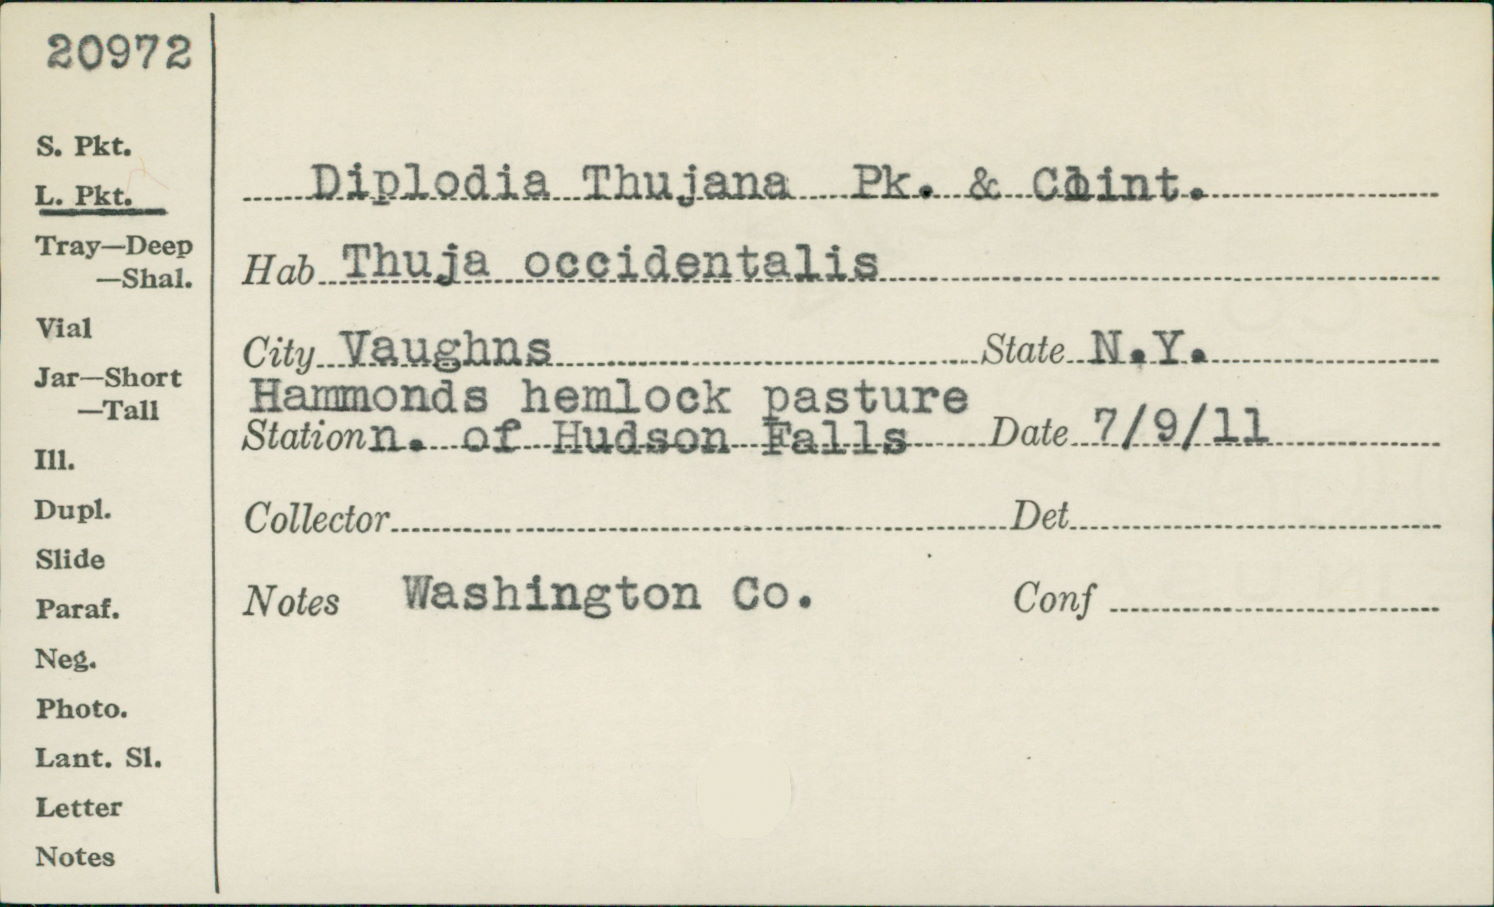 20972
S. Pkt.
L. Pkt.
Tray—Deep
—Shal.
Vial
Jar—Short
—Tall
Ill.
Dupl.
Slide
Paraf.
Neg.
Photo.
Lant. Sl.
Letter
Notes
Diplodia Thujana Pk. & Clint.
Hab Thuja occidentalis
City Vaughns State N.Y.
Hammonds hemlock pasture
Station n. of Hudson Falls Date 7/9/11
Collector Det
Notes Washington Co. Conf